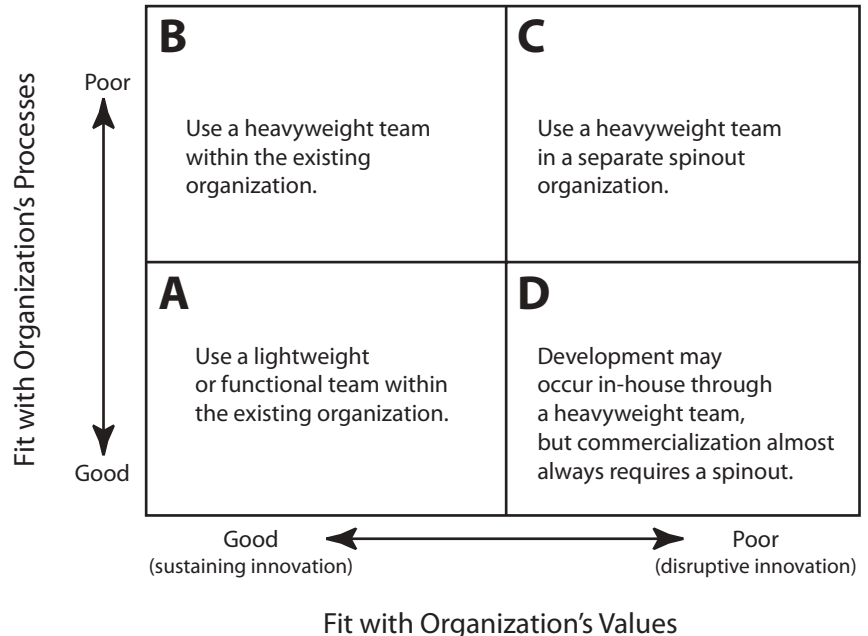 Fit with Organization's Processes
Poor
Good
B
Use a heavyweight team
within the existing
organization.
C
Use a heavyweight team
in a separate spinout
organization.
A
Use a lightweight
or functional team within
the existing organization.
D
Development may
occur in-house through
a heavyweight team,
but commercialization almost
always requires a spinout.
Good
(sustaining innovation)
Poor
(disruptive innovation)
Fit with Organization's Values